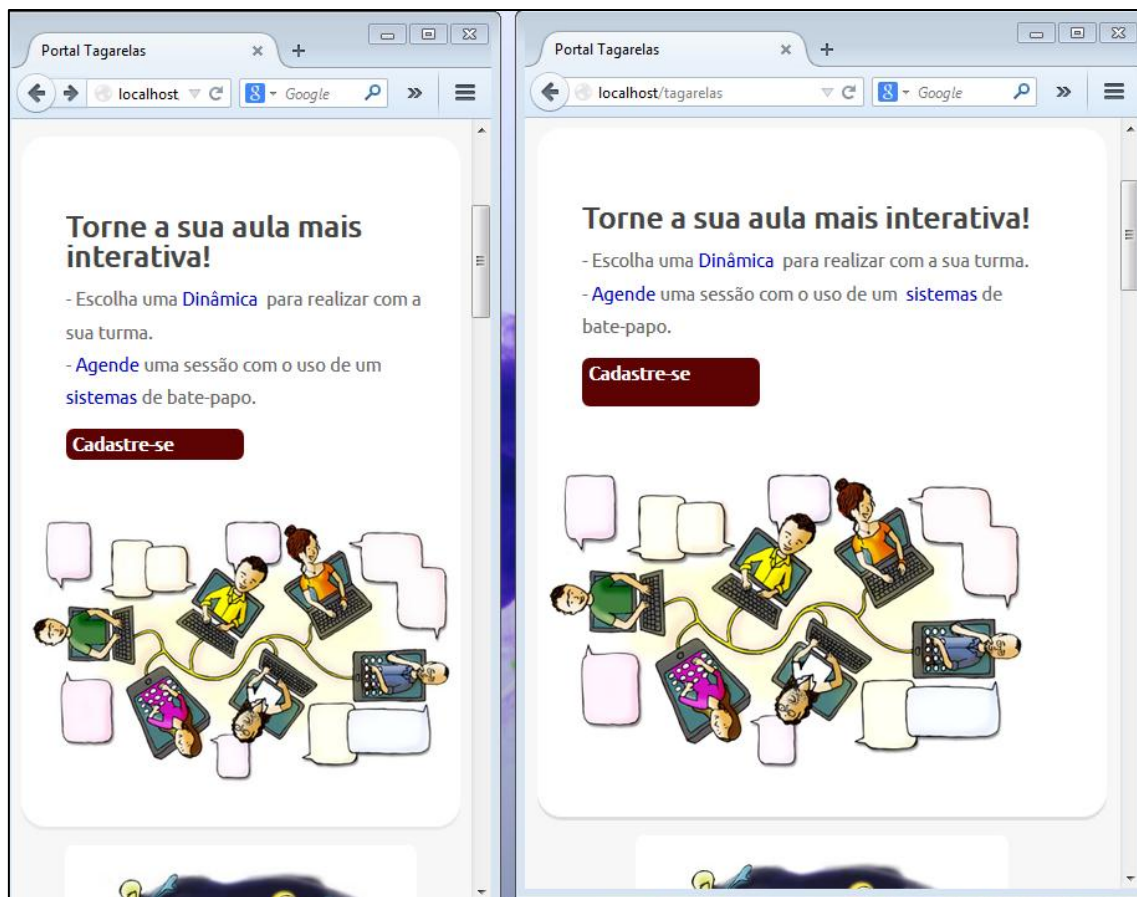 Portal Tagarelas
localhost
Google
Torne a sua aula mais
interativa!
- Escolha uma Dinâmica para realizar com a
sua turma.
- Agende uma sessão com o uso de um
sistemas de bate-papo.
Cadastre-se
Portal Tagarelas
localhost/tagarelas
Google
Torne a sua aula mais interativa!
- Escolha uma Dinâmica para realizar com a sua turma.
- Agende uma sessão com o uso de um sistemas de
bate-papo.
Cadastre-se